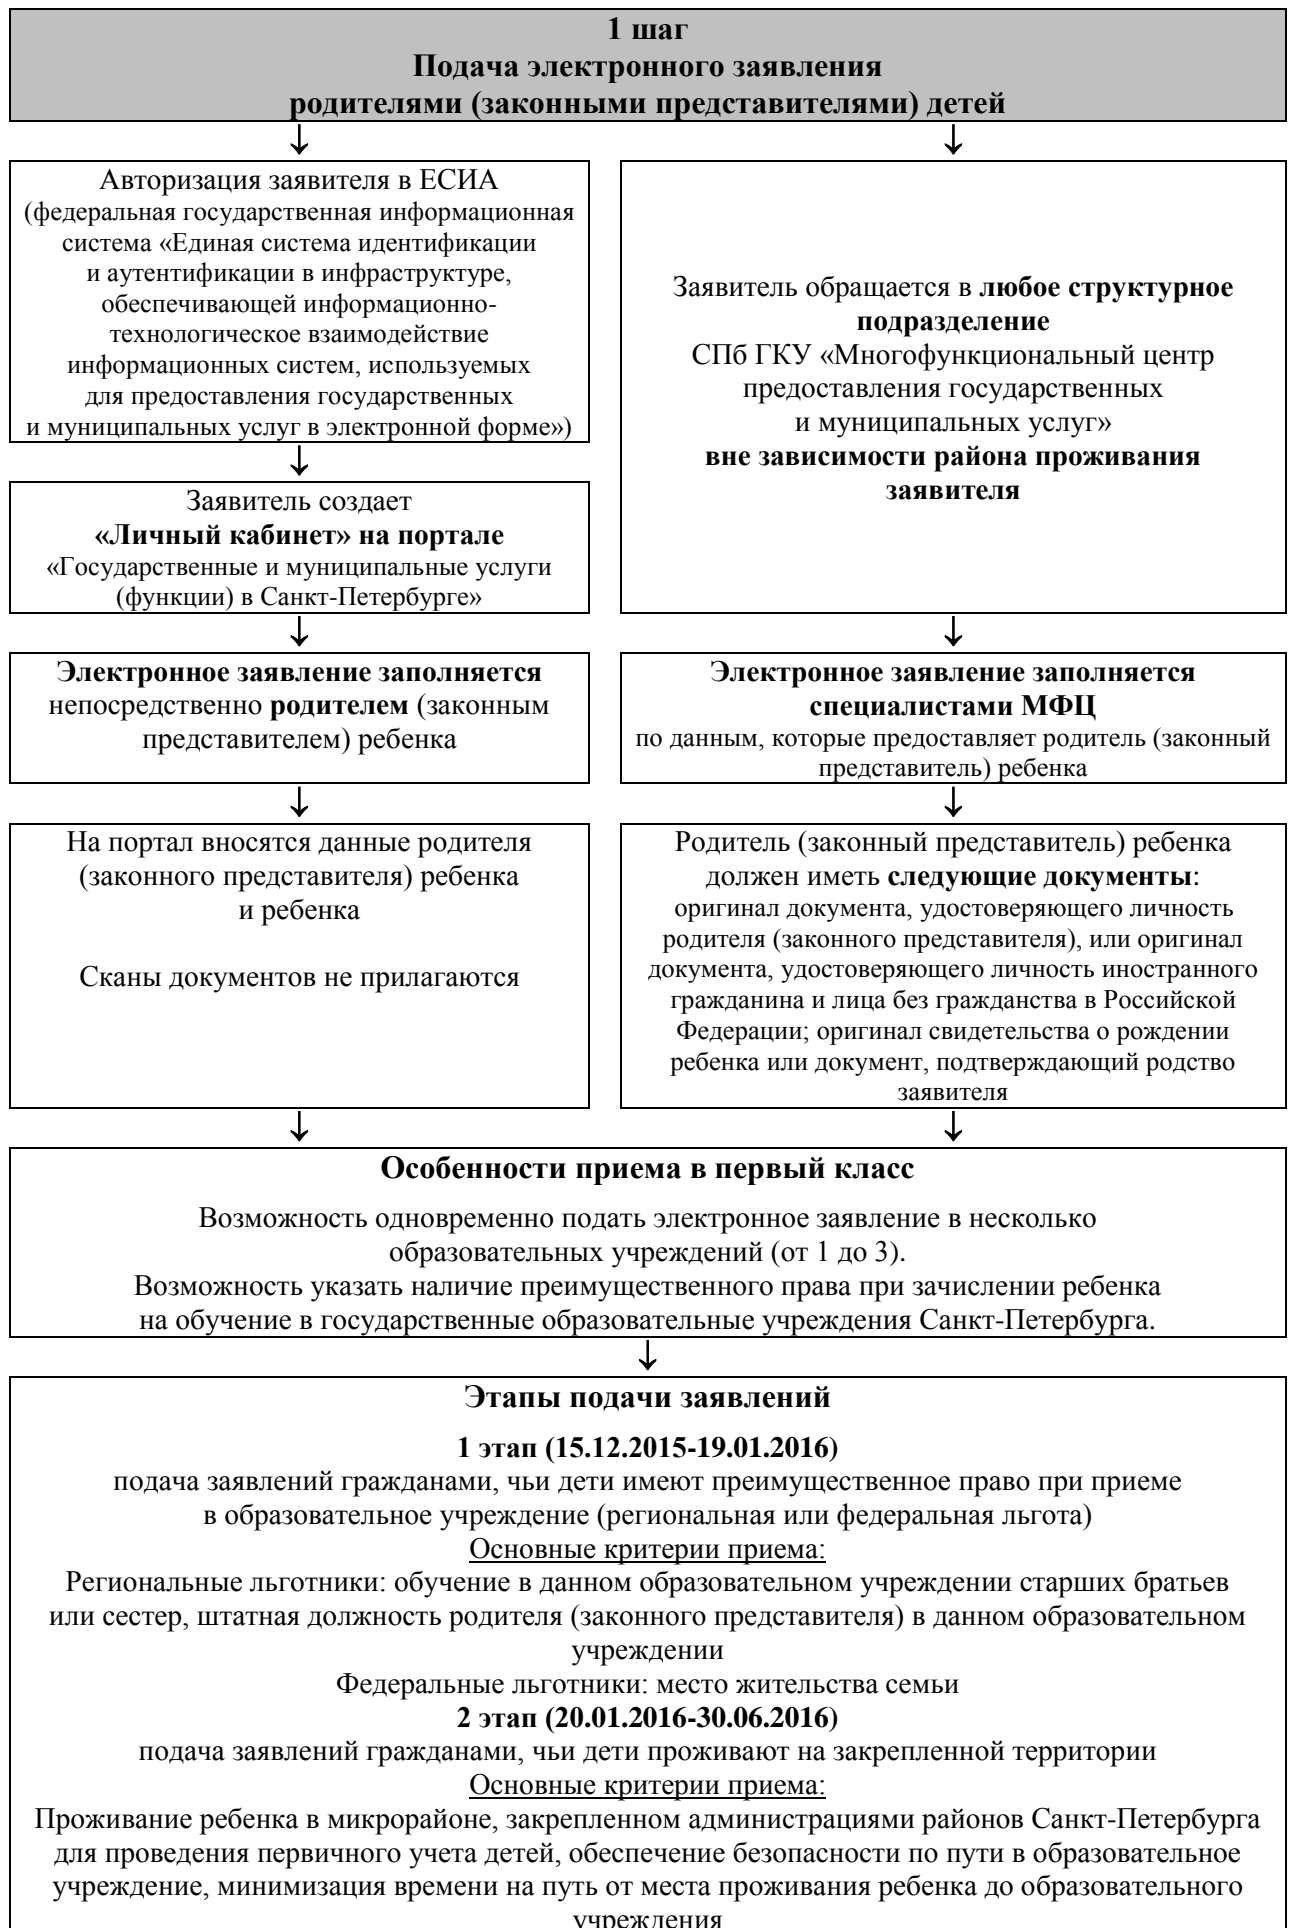 1 шаг
Подача электронного заявления
родителями (законными представителями) детей
Авторизация заявителя в ЕСИА
(федеральная государственная информационная
система «Единая система идентификации
и аутентификации в инфраструктуре,
обеспечивающей информационно-
технологическое взаимодействие
информационных систем, используемых
для предоставления государственных
и муниципальных услуг в электронной форме»)
Заявитель создает
«Личный кабинет» на портале
«Государственные и муниципальные услуги
(функции) в Санкт-Петербурге»
Электронное заявление заполняется
непосредственно родителем (законным
представителем) ребенка
На портал вносятся данные родителя
(законного представителя) ребенка
и ребенка
Сканы документов не прилагаются
Заявитель обращается в любое структурное
подразделение
СПб ГКУ «Многофункциональный центр
предоставления государственных
и муниципальных услуг»
вне зависимости района проживания
заявителя
Электронное заявление заполняется
специалистами МФЦ
по данным, которые предоставляет родитель (законный
представитель) ребенка
Родитель (законный представитель) ребенка
должен иметь следующие документы:
оригинал документа, удостоверяющего личность
родителя (законного представителя), или оригинал
документа, удостоверяющего личность иностранного
гражданина и лица без гражданства в Российской
Федерации; оригинал свидетельства о рождении
ребенка или документ, подтверждающий родство
заявителя
Особенности приема в первый класс
Возможность одновременно подать электронное заявление в несколько
образовательных учреждений (от 1 до 3).
Возможность указать наличие преимущественного права при зачислении ребенка
на обучение в государственные образовательные учреждения Санкт-Петербурга.
Этапы подачи заявлений
1 этап (15.12.2015-19.01.2016)
подача заявлений гражданами, чьи дети имеют преимущественное право при приеме
в образовательное учреждение (региональная или федеральная льгота)
Основные критерии приема:
Региональные льготники: обучение в данном образовательном учреждении старших братьев
или сестер, штатная должность родителя (законного представителя) в данном образовательном
учреждении
Федеральные льготники: место жительства семьи
2 этап (20.01.2016-30.06.2016)
подача заявлений гражданами, чьи дети проживают на закрепленной территории
Основные критерии приема:
Проживание ребенка в микрорайоне, закрепленном администрациями районов Санкт-Петербурга
для проведения первичного учета детей, обеспечение безопасности по пути в образовательное
учреждение, минимизация времени на путь от места проживания ребенка до образовательного
учреждения